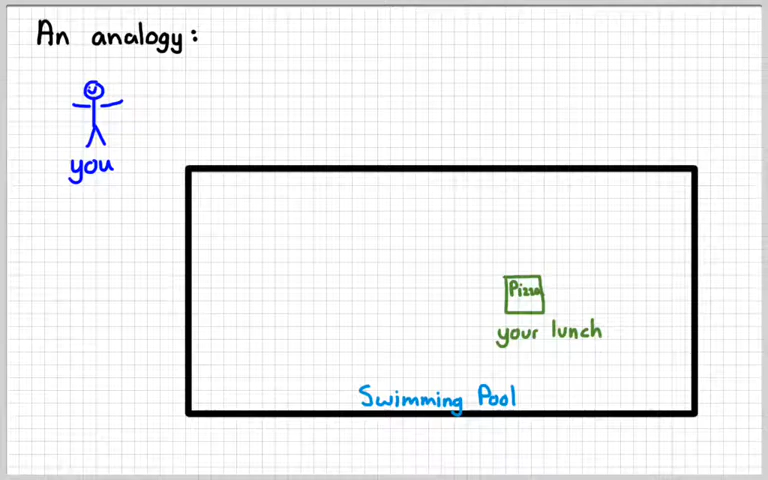 An analogy:
you
Pizza
your lunch
Swimming Pool